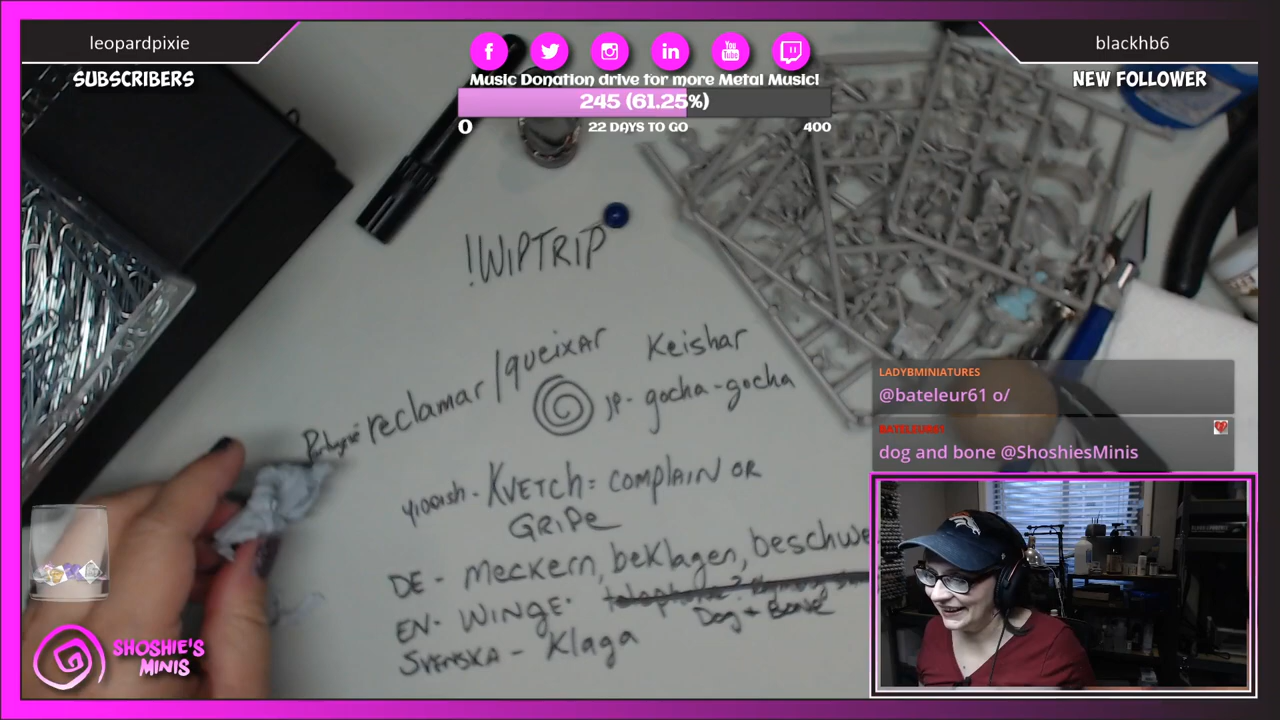 leopardpixie
SUBSCRIBERS
Music Donation drive for more Metal Music!
245 (61.25%)
0
22 DAYS TO GO
400
blackhb6
NEW FOLLOWER
!WIPTRIP
reclamar/queixar
Keishar
JP- gocha-gocha
YIDDISH - KVETCH = COMPLAIN OR
GRIPE
DE- meckern, beklagen, beschwe
EN- WINGE
Dog + Bone
SVENSKA - Klaga
LADYBMINIATURES
@bateleur61 o/
BATELEUR61
dog and bone @ShoshiesMinis
SHOSHIE'S
MINIS